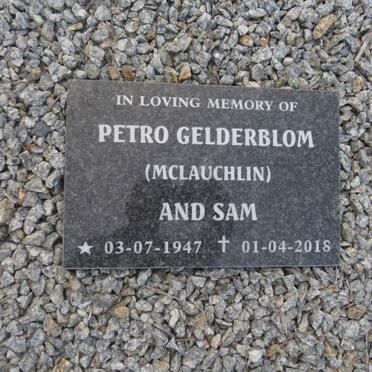 IN LOVING MEMORY OF
PETRO GELDERBLOM
(MCLAUCHLIN)
AND SAM
★ 03-07-1947 ✝ 01-04-2018